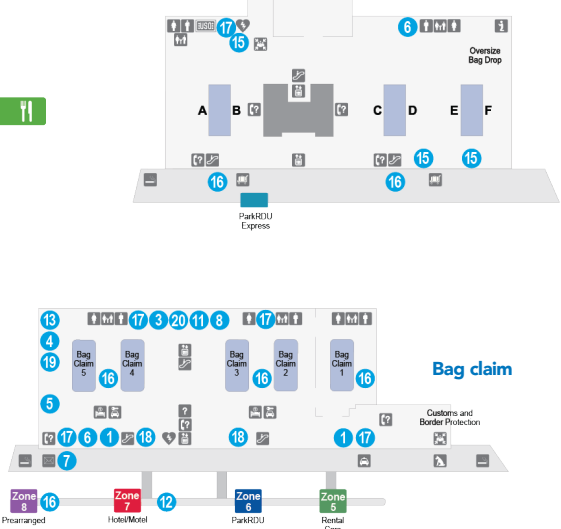 17
6
USO
15
i
Oversize
Bag Drop
A
B
?
?
C
D
E
F
?
?
15
15
16
16
ParkRDU
Express
13
17
3
20
11
8
17
4
19
Bag
Claim
5
Bag
Claim
4
Bag
Claim
3
Bag
Claim
2
Bag
Claim
1
16
16
16
Bag claim
5
?
?
?
Customs and
Border Protection
?
17
6
1
18
18
1
17
7
Zone
8
16
Zone
7
12
Zone
6
Zone
5
Prearranged
Hotel/Motel
ParkRDU
Rental
Cars